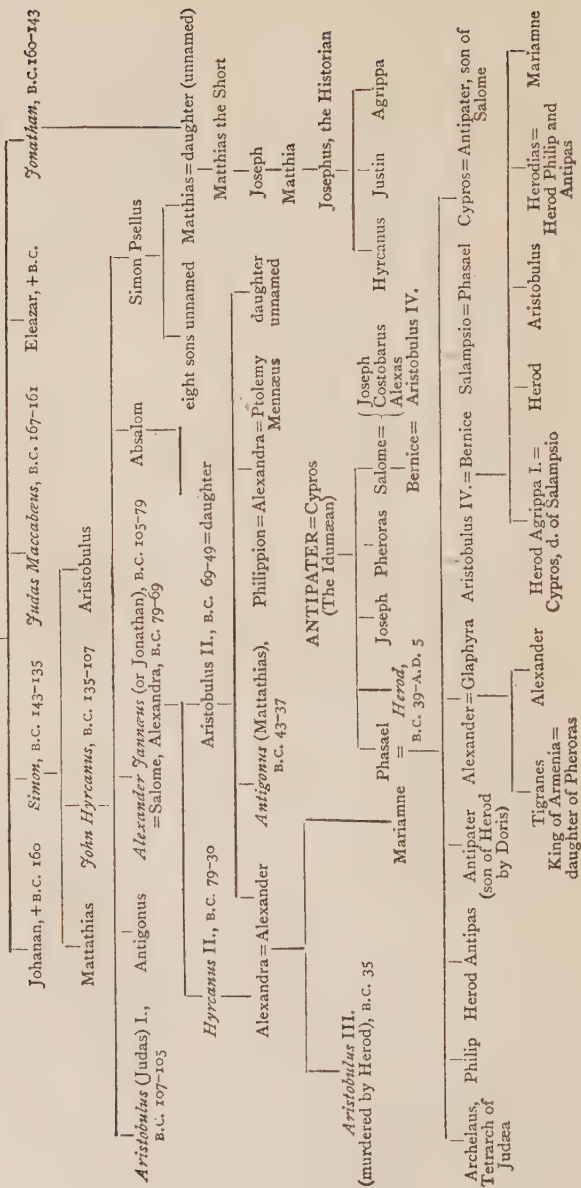 Johanan, + B.C. 160 Simon, B.C. 143-135 Judas Maccabæus, B.C. 167-161 Eleazar, + B.C. Jonathan, B.C. 160-143
Mattathias John Hyrcanus, B.C. 135-107 Aristobulus
Aristobulus (Judas) I.,
B.C. 107-105
Antigonus
Alexander Jannæus (or Jonathan), B.C. 105-79
=Salome, Alexandra, B.C. 79-69
Absalom
Simon Psellus
Hyrcanus II., B.C. 79-30
Aristobulus II., B.C. 69-49=daughter
eight sons unnamed
Matthias=daughter (unnamed)
Matthias the Short
Alexandra=Alexander
Antigonus (Mattathias),
B.C. 43-37
Philippion=Alexandra=Ptolemy
Mennæus
daughter
unnamed
Joseph
Matthia
Josephus, the Historian
Hyrcanus Justin Agrippa
Aristobulus III.
(murdered by Herod), B.C. 35
ANTIPATER=Cypros
(The Idumæan)
Mariamne = Herod,
B.C. 39-A.D. 5
Phasael
Joseph Pheroras Salome= { Joseph
Costobarus
Alexas
Bernice= Aristobulus IV.
Archelaus,
Tetrarch of
Judæa
Philip
Herod Antipas
Antipater
(son of Herod
by Doris)
Alexander=Glaphyra
Aristobulus IV.=Bernice
Salampsio=Phasael
Cypros=Antipater, son of
Salome
Tigranes
King of Armenia=
daughter of Pheroras
Alexander
Herod Agrippa I.=
Cypros, d. of Salampsio
Herod
Aristobulus
Herodias=
Herod Philip and
Antipas
Mariamne